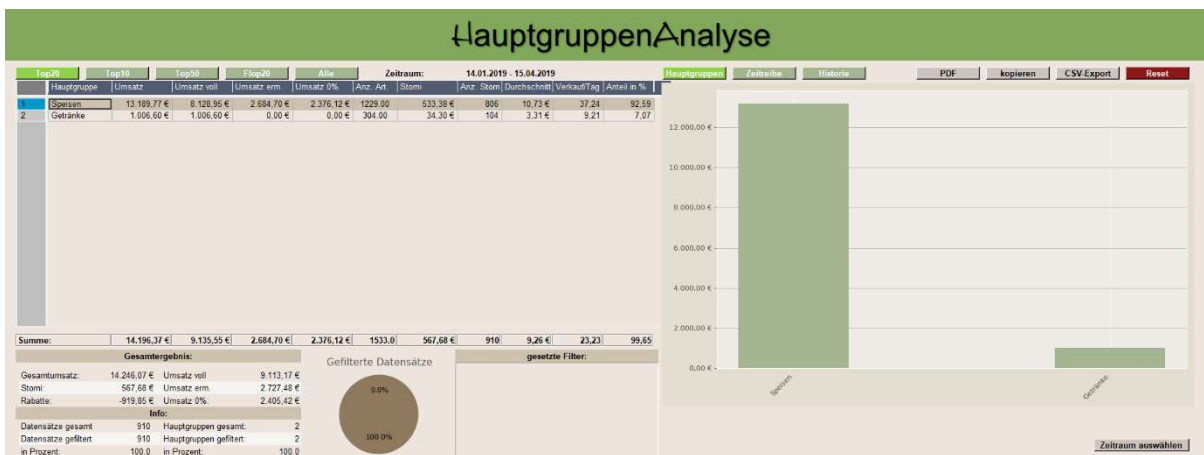 HauptgruppenAnalyse
Top20 Top10 Top50 Flop20 Alle Zeitraum: 14.01.2019 - 15.04.2019
Hauptgruppe Umsatz Umsatz voll Umsatz erm. Umsatz 0% Anz. Art. Storni Anz. Storn Durchschnitt Verkauf/Tag Anteil in %
1 Speisen 13.189,77 € 8.128,95 € 2.684,70 € 2.376,12 € 1229.00 533,38 € 806 10,73 € 37,24 92,59
2 Getränke 1.006,60 € 1.006,60 € 0,00 € 0,00 € 304.00 34,30 € 104 3,31 € 9,21 7,07
Summe: 14.196,37 € 9.135,55 € 2.684,70 € 2.376,12 € 1533.0 567,68 € 910 9,26 € 23,23 99,65
Gesamtergebnis:
Gesamtumsatz: 14.246,07 € Umsatz voll 9.113,17 €
Storni: 567,68 € Umsatz erm. 2.727,48 €
Rabatte: -919,85 € Umsatz 0%: 2.405,42 €
Info:
Datensätze gesamt 910 Hauptgruppen gesamt: 2
Datensätze gefiltert 910 Hauptgruppen gefiltert: 2
in Prozent: 100.0 in Prozent: 100.0
Gefilterte Datensätze
0.0%
100.0%
gesetzte Filter:
Hauptgruppen Zeitreihe Historie PDF kopieren CSV-Export Reset
12.000,00 €
10.000,00 €
8.000,00 €
6.000,00 €
4.000,00 €
2.000,00 €
0,00 €
Speisen
Getränke
Zeitraum auswählen